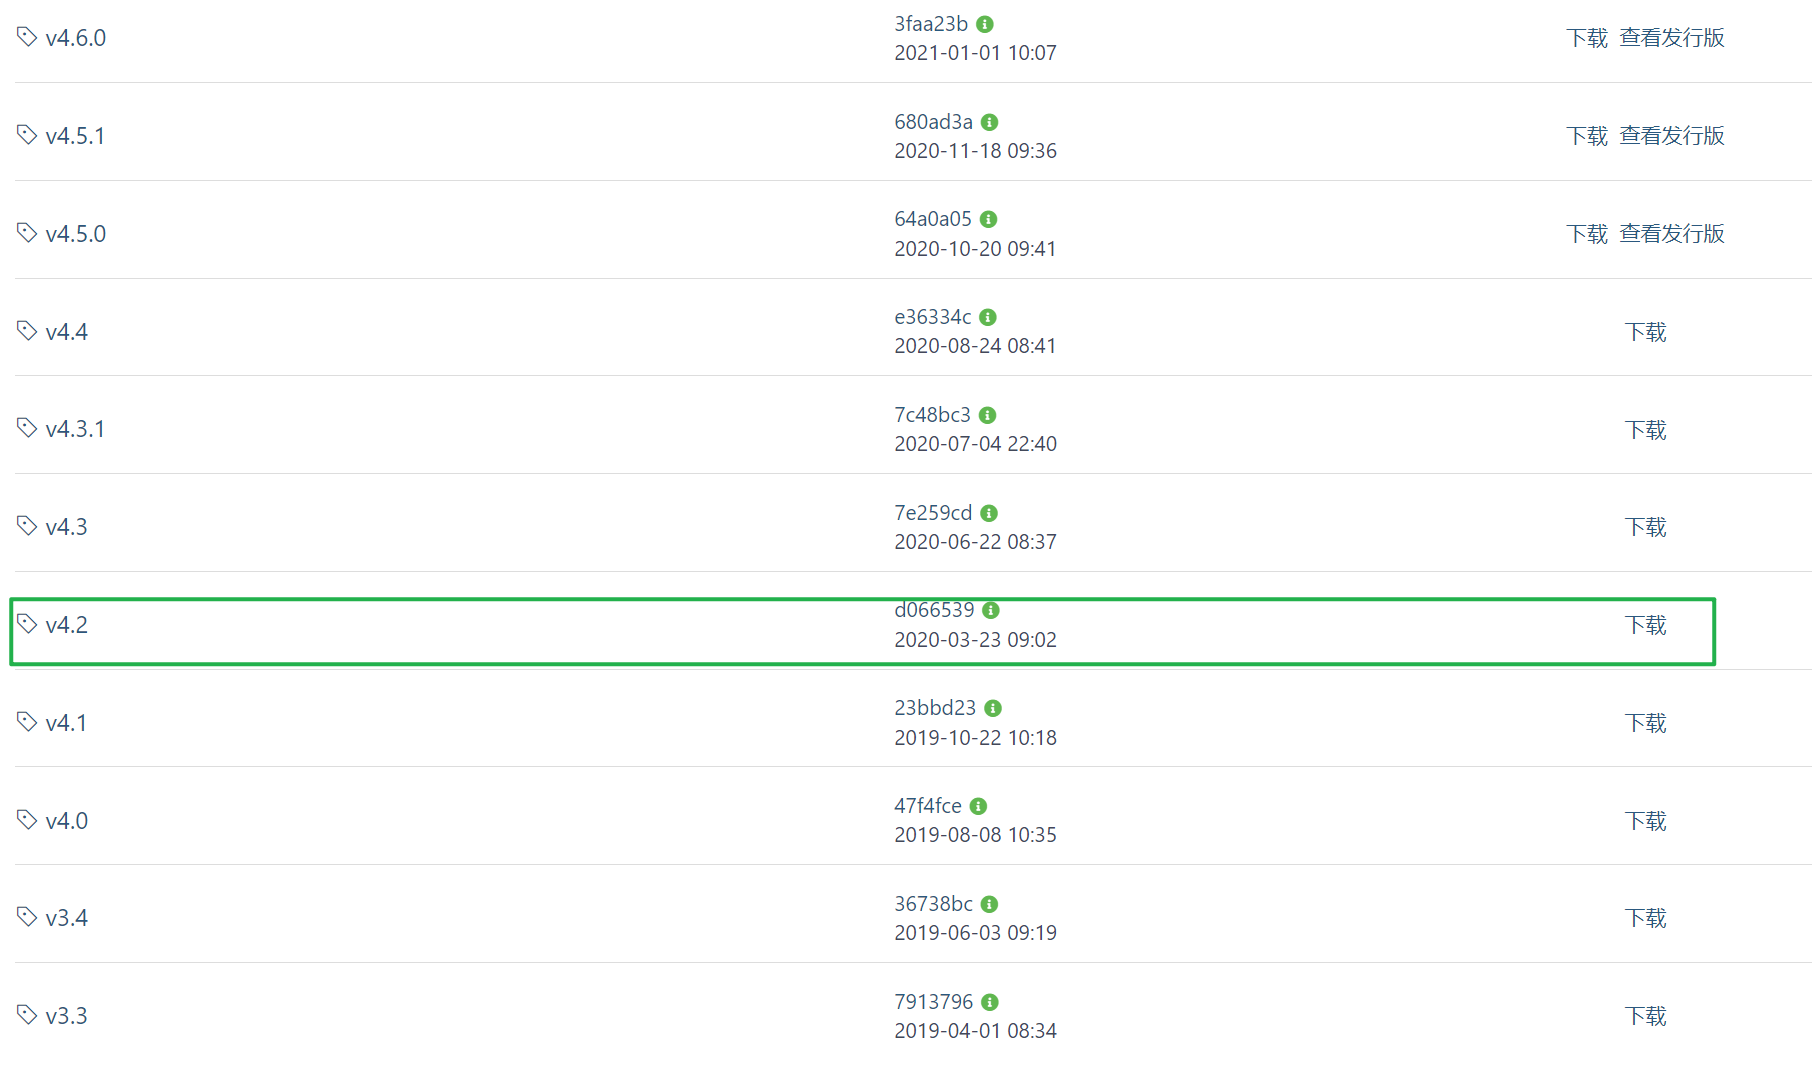 v4.6.0
3faa23b
2021-01-01 10:07
下载 查看发行版
v4.5.1
680ad3a
2020-11-18 09:36
下载 查看发行版
v4.5.0
64a0a05
2020-10-20 09:41
下载 查看发行版
v4.4
e36334c
2020-08-24 08:41
下载
v4.3.1
7c48bc3
2020-07-04 22:40
下载
v4.3
7e259cd
2020-06-22 08:37
下载
v4.2
d066539
2020-03-23 09:02
下载
v4.1
23bbd23
2019-10-22 10:18
下载
v4.0
47f4fce
2019-08-08 10:35
下载
v3.4
36738bc
2019-06-03 09:19
下载
v3.3
7913796
2019-04-01 08:34
下载